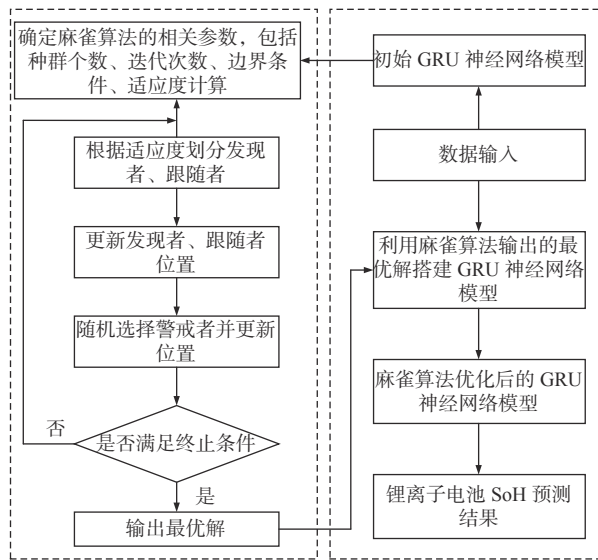 确定麻雀算法的相关参数，包括
种群个数、迭代次数、边界条
件、适应度计算
根据适应度划分发现
者、跟随者
更新发现者、跟随者
位置
随机选择警戒者并更新
位置
否
是否满足终止条件
是
输出最优解
初始 GRU 神经网络模型
数据输入
利用麻雀算法输出的最
优解搭建 GRU 神经网络
模型
麻雀算法优化后的 GRU
神经网络模型
锂离子电池 SoH 预测
结果